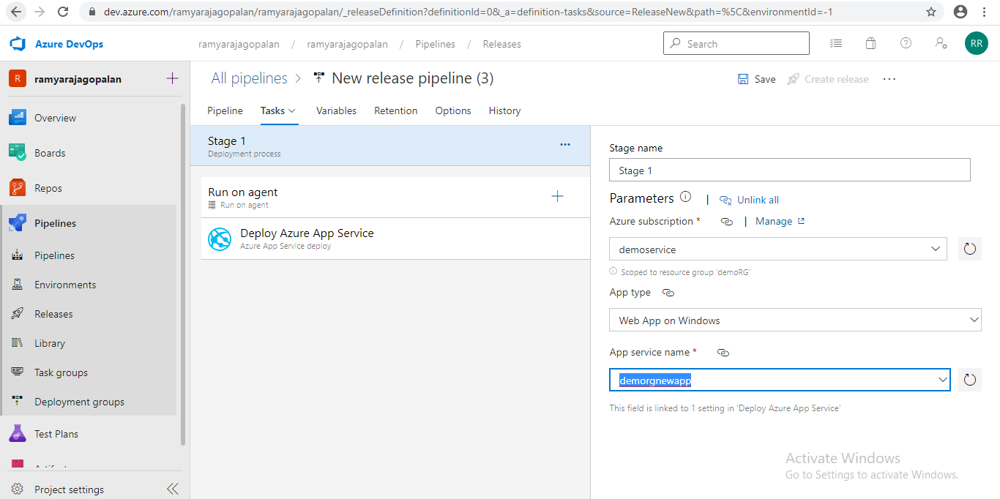 dev.azure.com/ramyarajagopalan/ramyarajagopalan/_releaseDefinition?definitionId=0&_a=definition-tasks&source=ReleaseNew&path=%5C&environmentId=-1
Azure DevOps
ramyarajagopalan / ramyarajagopalan / Pipelines / Releases
Search
RR
R
ramyarajagopalan
Overview
Boards
Repos
Pipelines
Pipelines
Environments
Releases
Library
Task groups
Deployment groups
Test Plans
Project settings
All pipelines > New release pipeline (3)
Save
Create release
Pipeline
Tasks
Variables
Retention
Options
History
Stage 1
Deployment process
Run on agent
Run on agent
Deploy Azure App Service
Azure App Service deploy
Stage name
Stage 1
Parameters | Unlink all
Azure subscription * | Manage
demoservice
Scoped to resource group 'demoRG'
App type
Web App on Windows
App service name *
demorgnewapp
This field is linked to 1 setting in 'Deploy Azure App Service'
Activate Windows
Go to Settings to activate Windows.